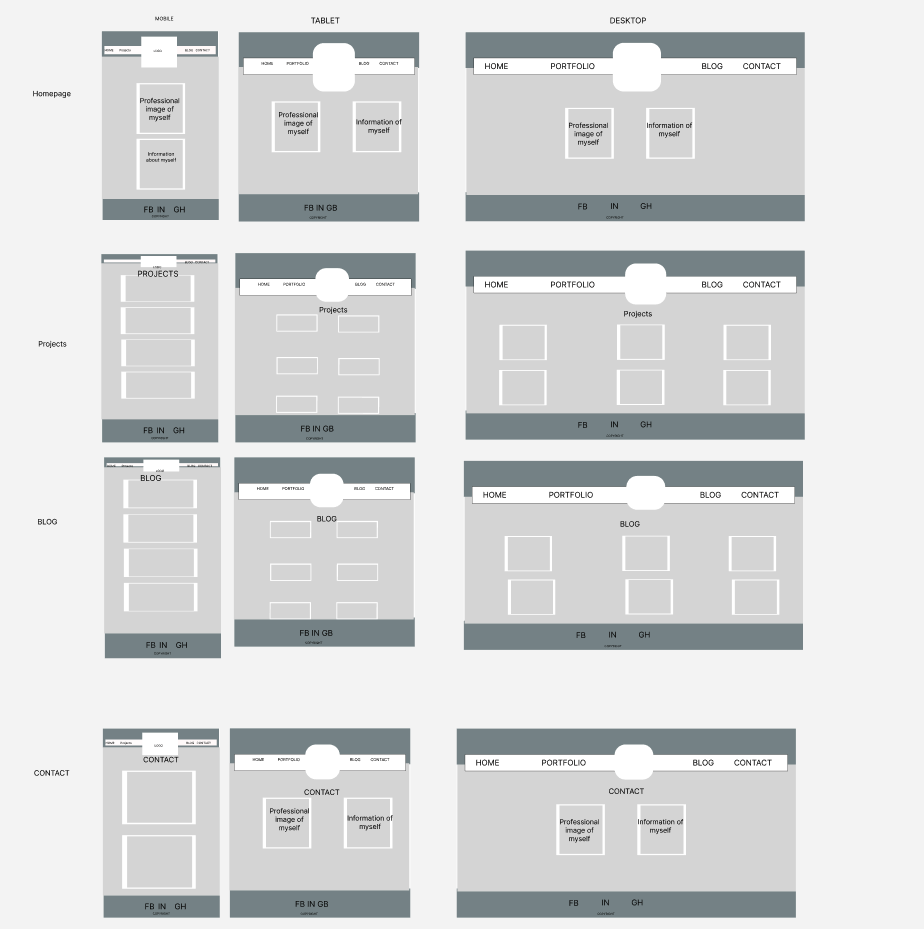 MOBILE
TABLET
DESKTOP
Homepage
HOME Projects LOGO BLOG CONTACT
Professional
image of
myself
Information
about myself
FB IN GH
COPYRIGHT
HOME PORTFOLIO BLOG CONTACT
Professional
image of
myself
Information of
myself
FB IN GB
COPYRIGHT
HOME PORTFOLIO BLOG CONTACT
Professional
image of
myself
Information of
myself
FB IN GH
COPYRIGHT
Projects
BLOG CONTACT
LOGO
PROJECTS
FB IN GH
COPYRIGHT
HOME PORTFOLIO BLOG CONTACT
Projects
FB IN GB
COPYRIGHT
HOME PORTFOLIO BLOG CONTACT
Projects
FB IN GH
COPYRIGHT
BLOG
HOME Projects BLOG CONTACT
BLOG
FB IN GH
COPYRIGHT
HOME PORTFOLIO BLOG CONTACT
BLOG
FB IN GB
COPYRIGHT
HOME PORTFOLIO BLOG CONTACT
BLOG
FB IN GH
COPYRIGHT
CONTACT
HOME Projects LOGO BLOG CONTACT
CONTACT
FB IN GH
COPYRIGHT
HOME PORTFOLIO BLOG CONTACT
CONTACT
Professional
image of
myself
Information of
myself
FB IN GB
COPYRIGHT
HOME PORTFOLIO BLOG CONTACT
CONTACT
Professional
image of
myself
Information of
myself
FB IN GH
COPYRIGHT